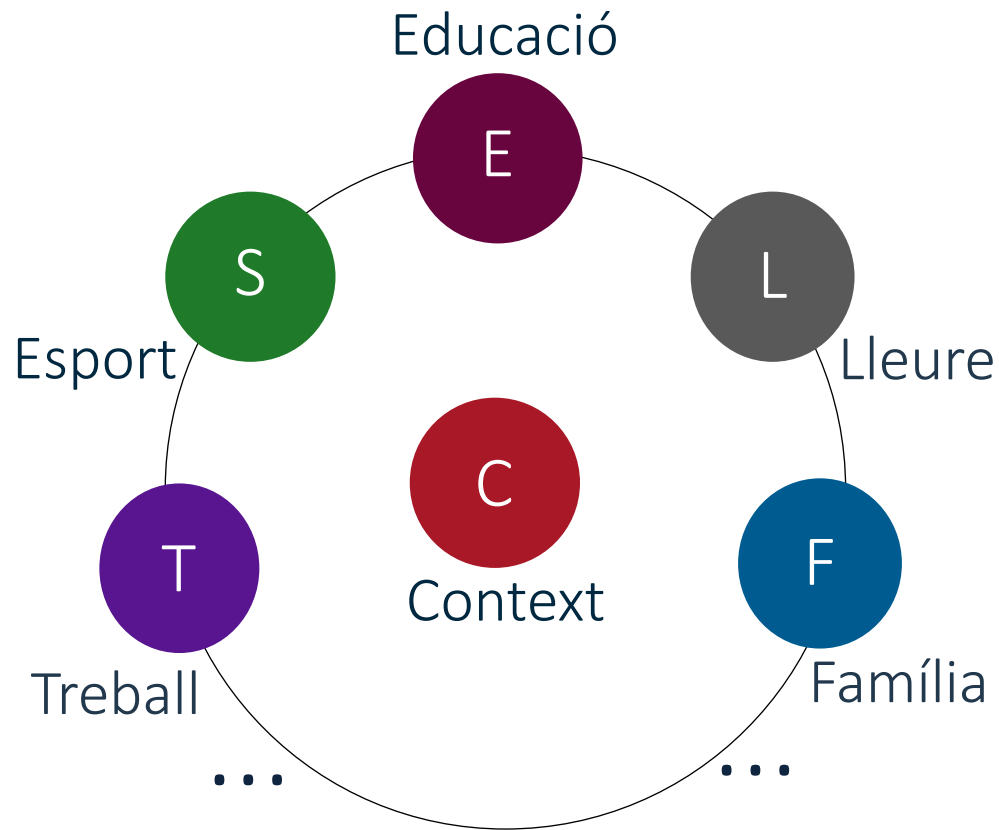 Educació
E
S
L
Esport
Lleure
C
Context
T
F
Treball
Família
...
...